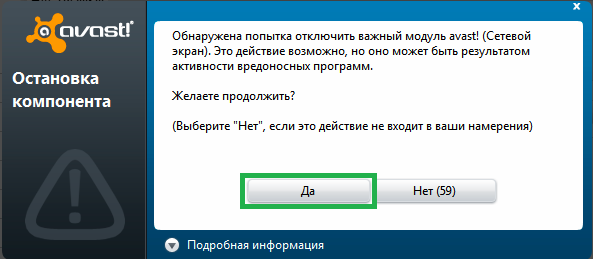 avast!
Остановка
компонента
x
Обнаружена попытка отключить важный модуль avast! (Сетевой
экран). Это действие возможно, но оно может быть результатом
активности вредоносных программ.
Желаете продолжить?
(Выберите "Нет", если это действие не входит в ваши намерения)
Да
Нет (59)
Подробная информация